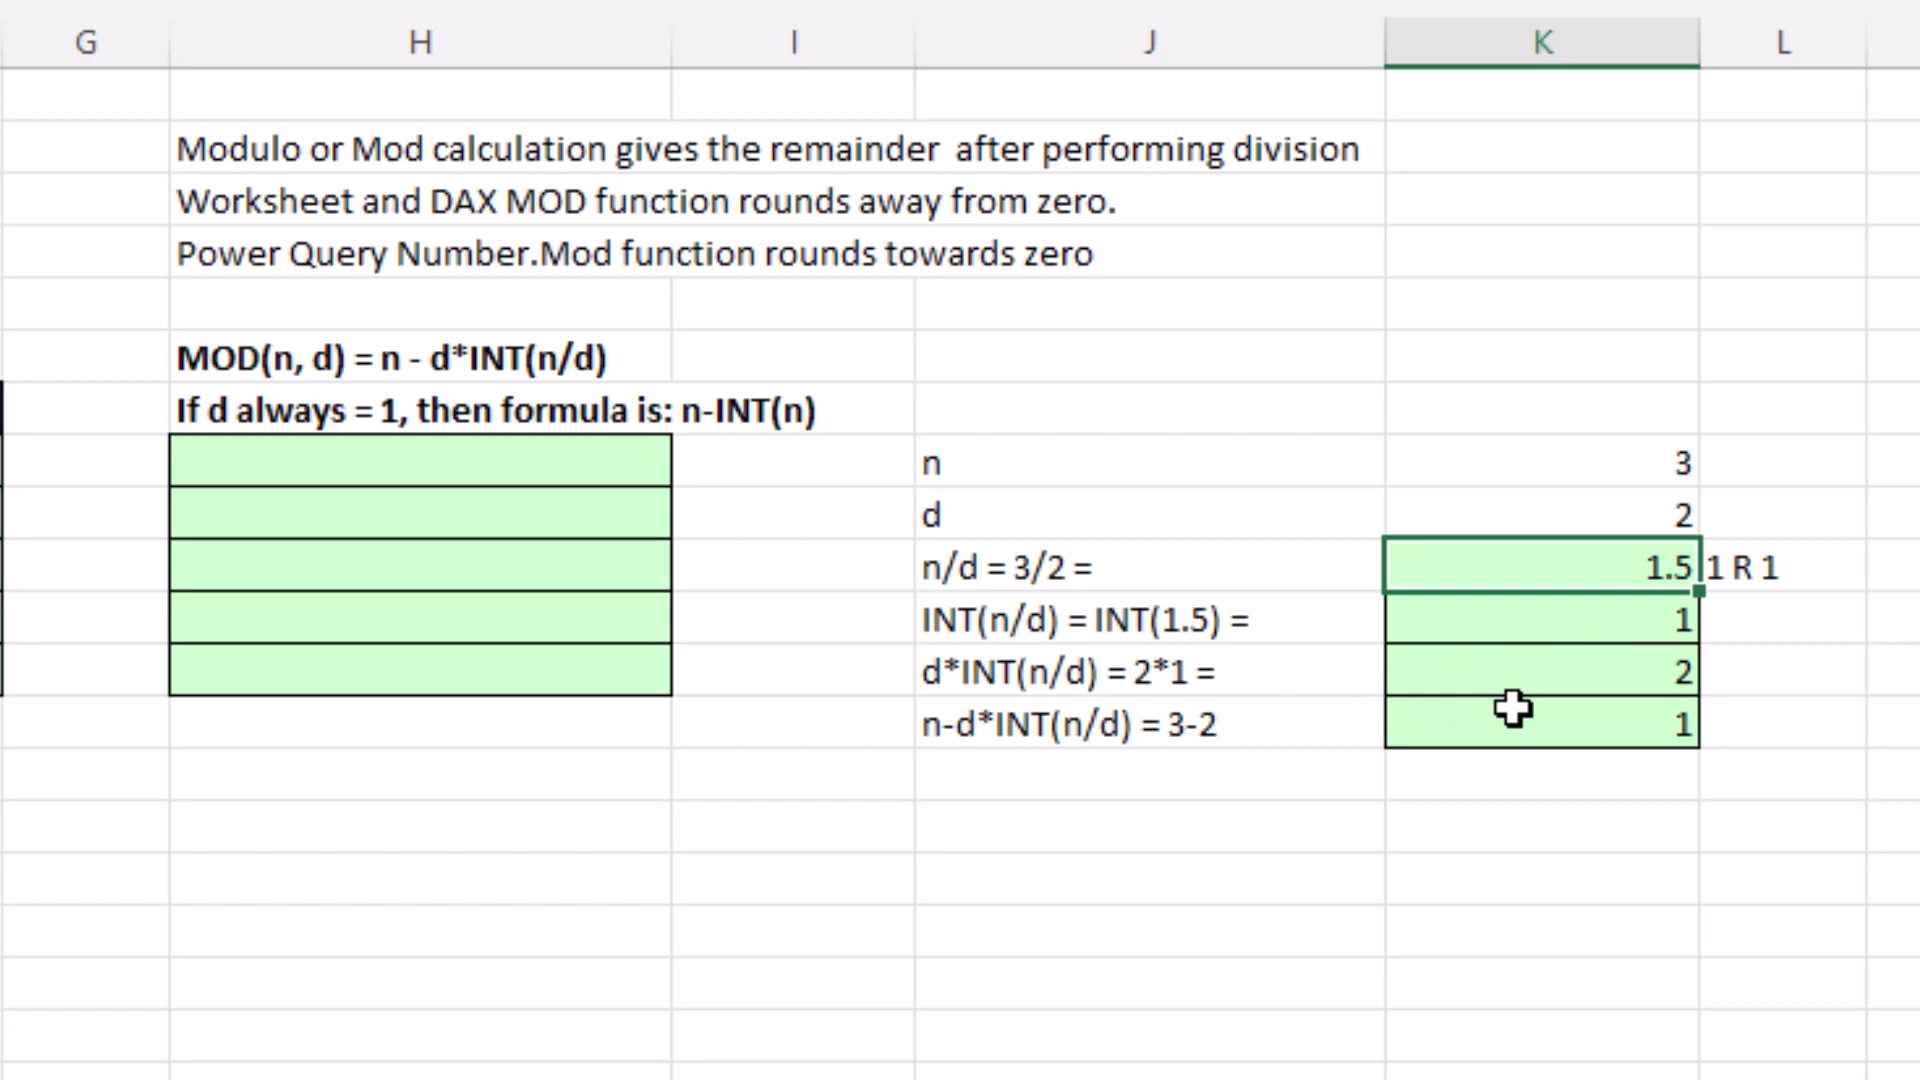 G H I J K L
Modulo or Mod calculation gives the remainder  after performing division
Worksheet and DAX MOD function rounds away from zero.
Power Query Number.Mod function rounds towards zero
MOD(n, d) = n - d*INT(n/d)
If d always = 1, then formula is: n-INT(n)
n 3
d 2
n/d = 3/2 = 1.5 1 R 1
INT(n/d) = INT(1.5) = 1
d*INT(n/d) = 2*1 = 2
n-d*INT(n/d) = 3-2 1